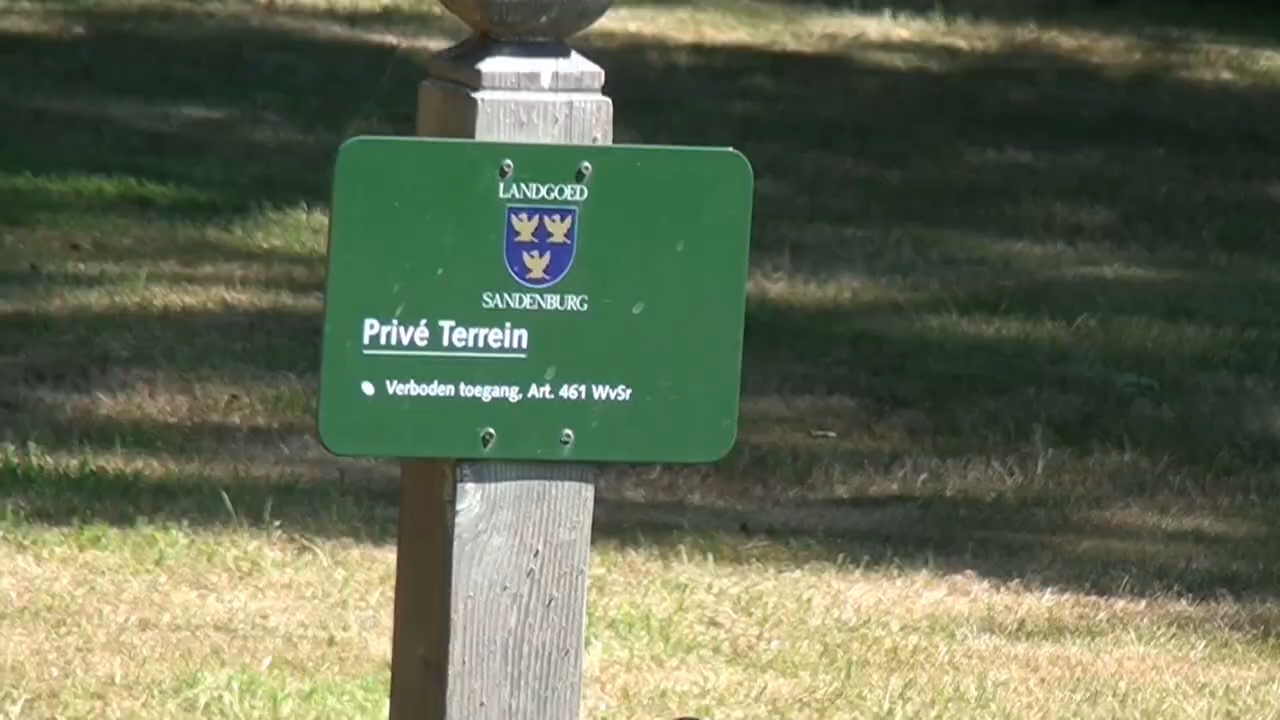 LANDGOED
SANDENBURG
Privé Terrein
Verboden toegang, Art. 461 WvSr